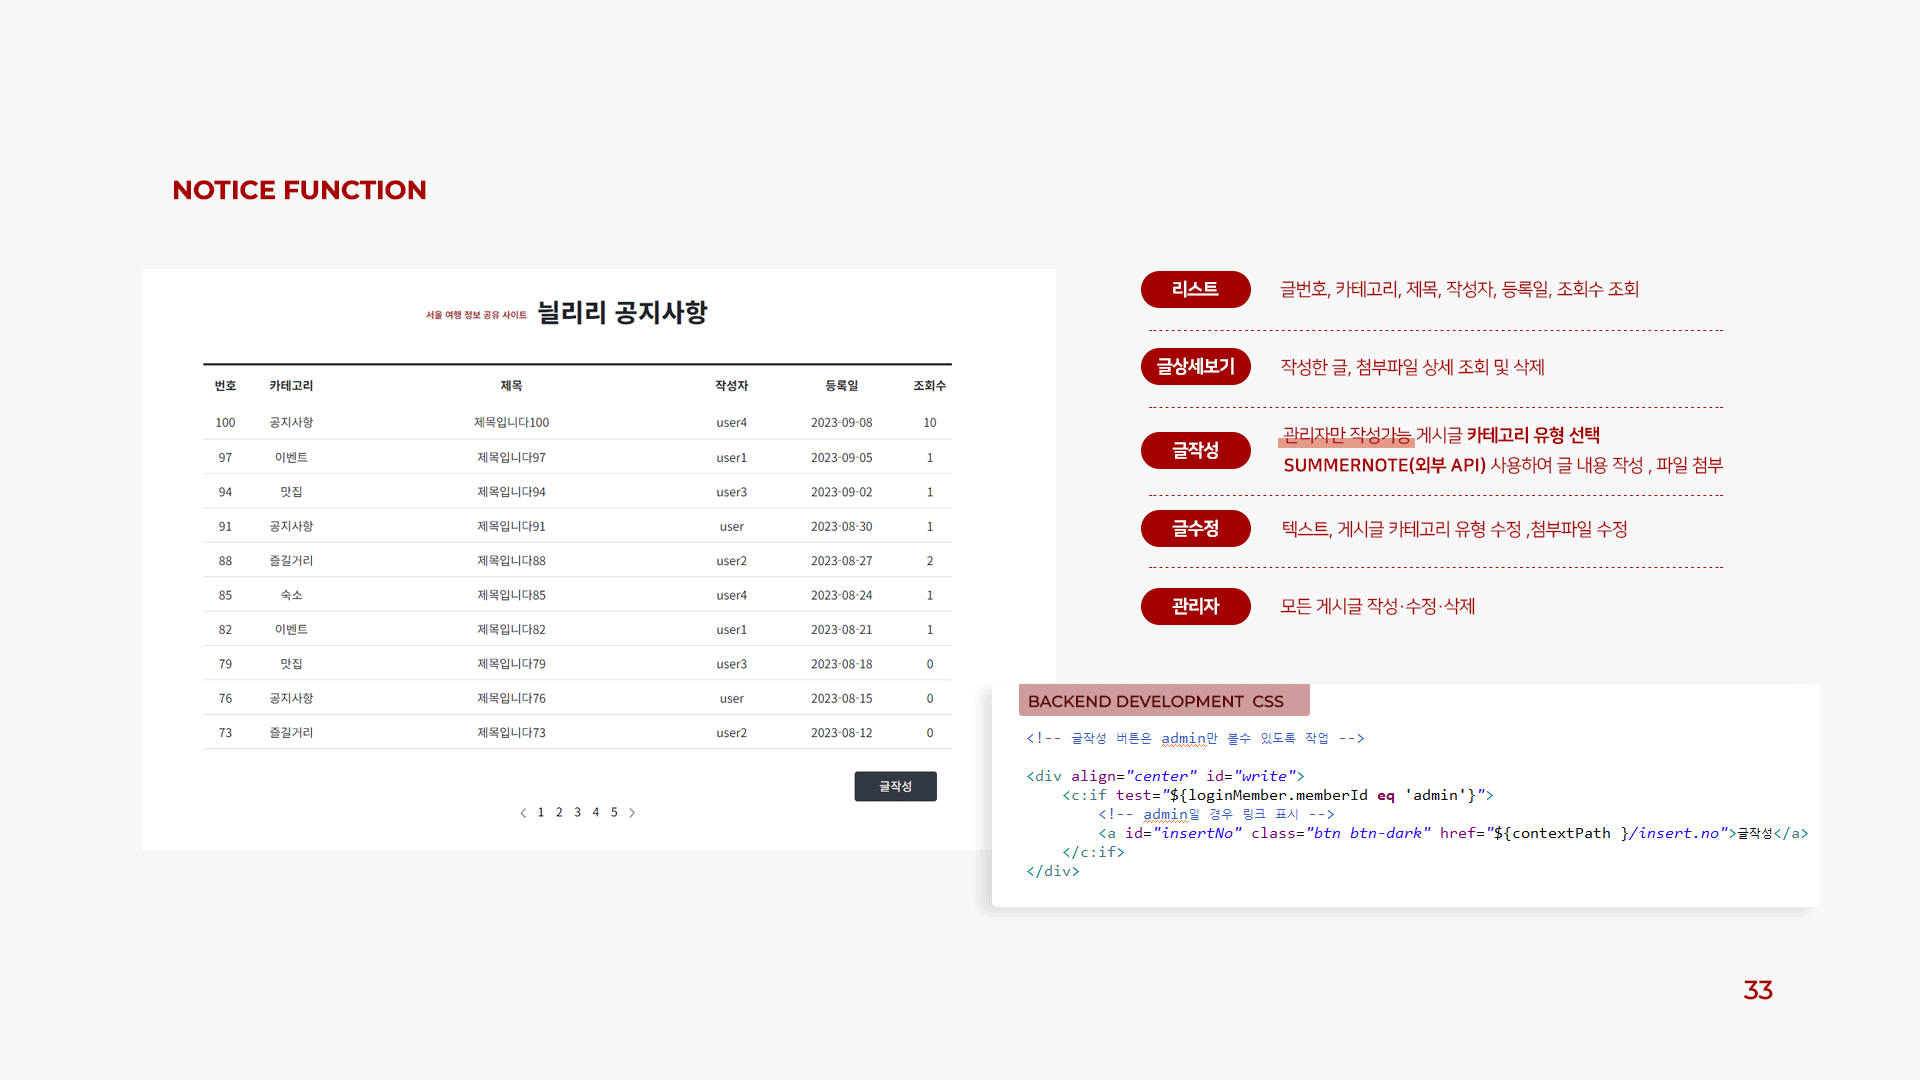 NOTICE FUNCTION
서울 여행 정보 공유 사이트 늴리리 공지사항
번호 카테고리 제목 작성자 등록일 조회수
100 공지사항 제목입니다100 user4 2023-09-08 10
97 이벤트 제목입니다97 user1 2023-09-05 1
94 맛집 제목입니다94 user3 2023-09-02 1
91 공지사항 제목입니다91 user 2023-08-30 1
88 즐길거리 제목입니다88 user2 2023-08-27 2
85 숙소 제목입니다85 user4 2023-08-24 1
82 이벤트 제목입니다82 user1 2023-08-21 1
79 맛집 제목입니다79 user3 2023-08-18 0
76 공지사항 제목입니다76 user 2023-08-15 0
73 즐길거리 제목입니다73 user2 2023-08-12 0
글작성
< 1 2 3 4 5 >
리스트 글번호, 카테고리, 제목, 작성자, 등록일, 조회수 조회
글상세보기 작성한 글, 첨부파일 상세 조회 및 삭제
글작성 관리자만 작성가능 게시글 카테고리 유형 선택
SUMMERNOTE(외부 API) 사용하여 글 내용 작성 , 파일 첨부
글수정 텍스트, 게시글 카테고리 유형 수정 ,첨부파일 수정
관리자 모든 게시글 작성·수정·삭제
BACKEND DEVELOPMENT CSS
<!-- 글작성 버튼은 admin만 볼수 있도록 작업 -->
<div align="center" id="write">
<c:if test="${loginMember.memberId eq 'admin'}">
<!-- admin일 경우 링크 표시 -->
<a id="insertNo" class="btn btn-dark" href="${contextPath }/insert.no">글작성</a>
</c:if>
</div>
33